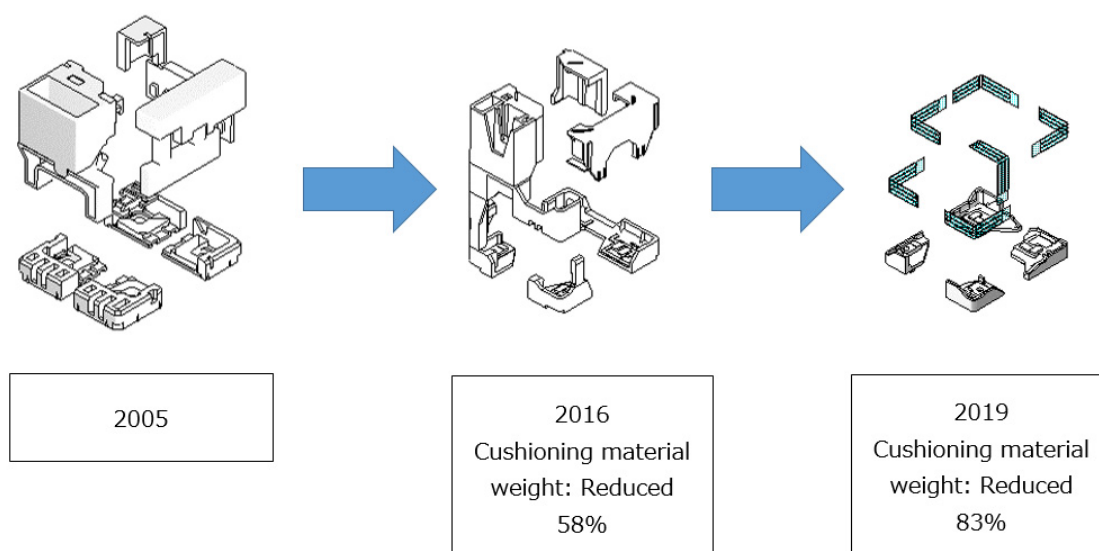 2005
2016
Cushioning material
weight: Reduced
58%
2019
Cushioning material
weight: Reduced
83%